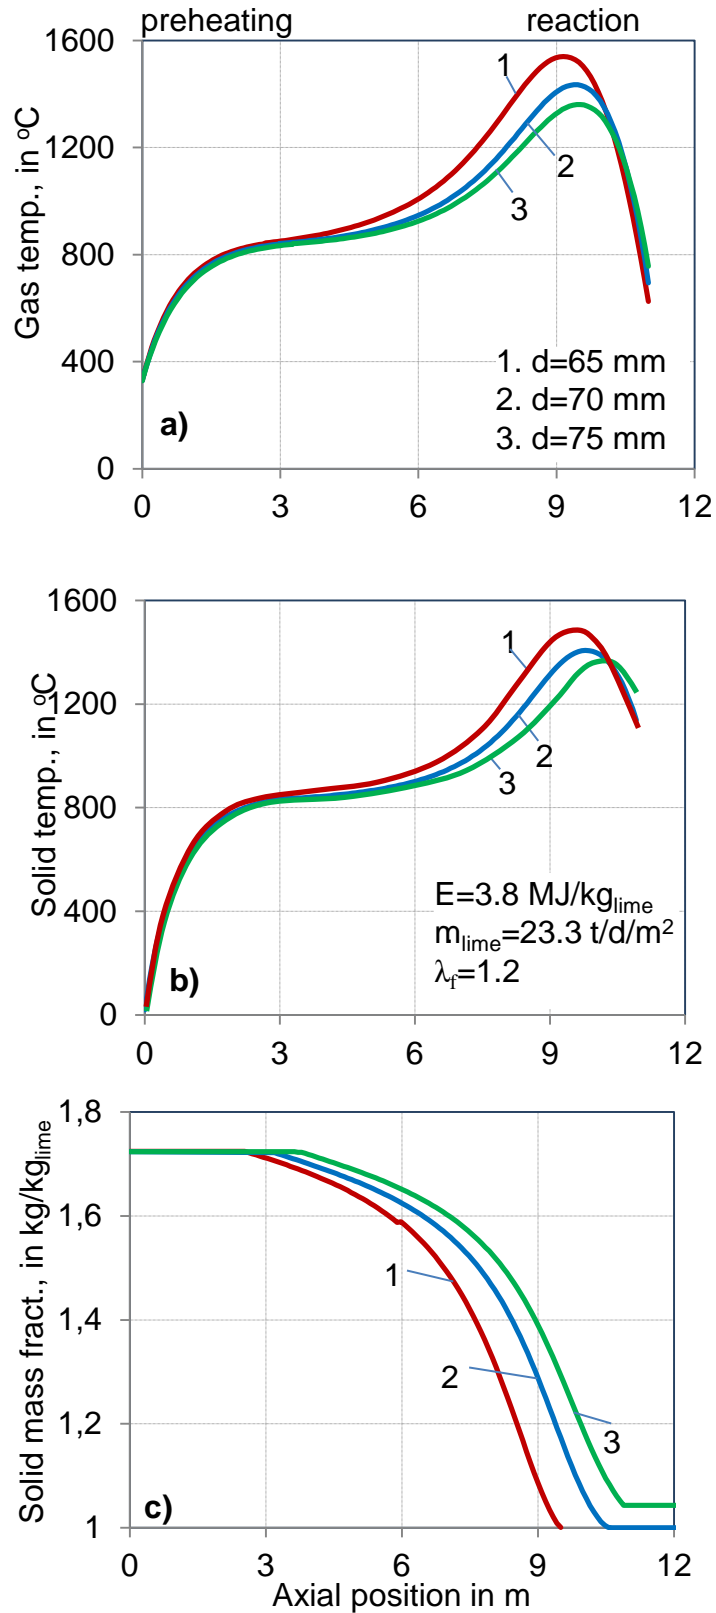 preheating reaction
1600
1200
800
400
0
Gas temp., in ºC
1
2
3
1. d=65 mm
2. d=70 mm
3. d=75 mm
a)
0 3 6 9 12
1600
1200
800
400
0
Solid temp., in ºC
1
2
3
E=3.8 MJ/kglime
mlime=23.3 t/d/m²
λf=1.2
b)
0 3 6 9 12
1,8
1,6
1,4
1,2
1
Solid mass fract., in kg/kglime
1
2
3
c)
0 3 6 9 12
Axial position in m